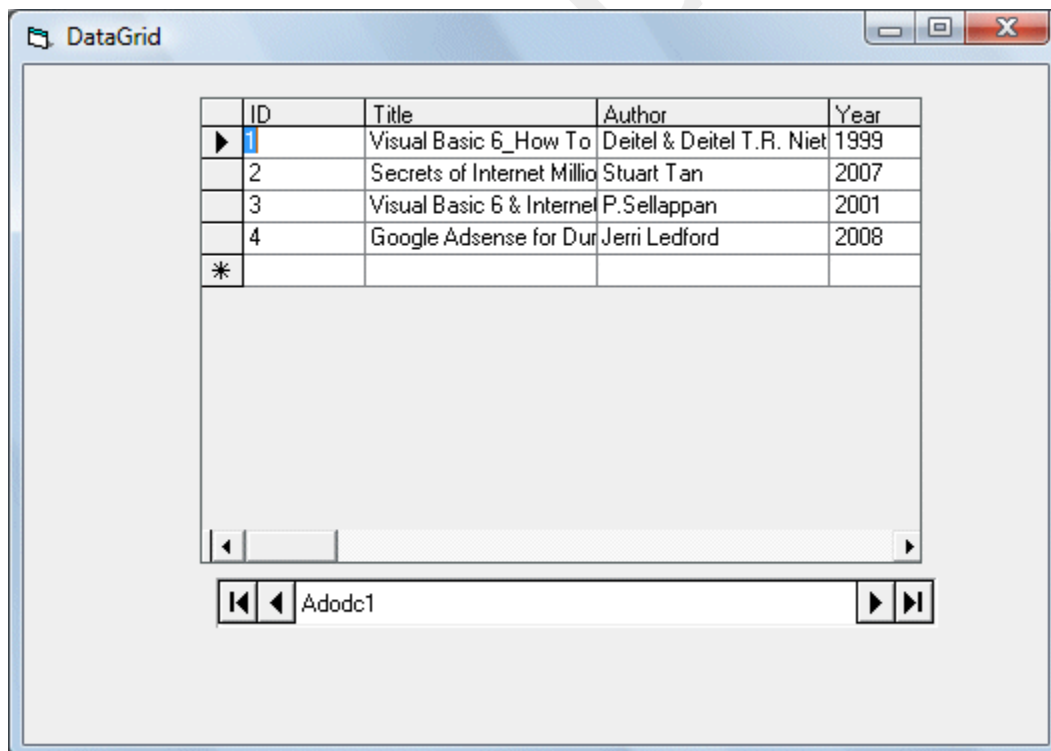 DataGrid
ID Title Author Year
1 Visual Basic 6_How To Deitel & Deitel T.R. Niet 1999
2 Secrets of Internet Millio Stuart Tan 2007
3 Visual Basic 6 & Internet P.Sellappan 2001
4 Google Adsense for Dur Jerri Ledford 2008
Adodc1